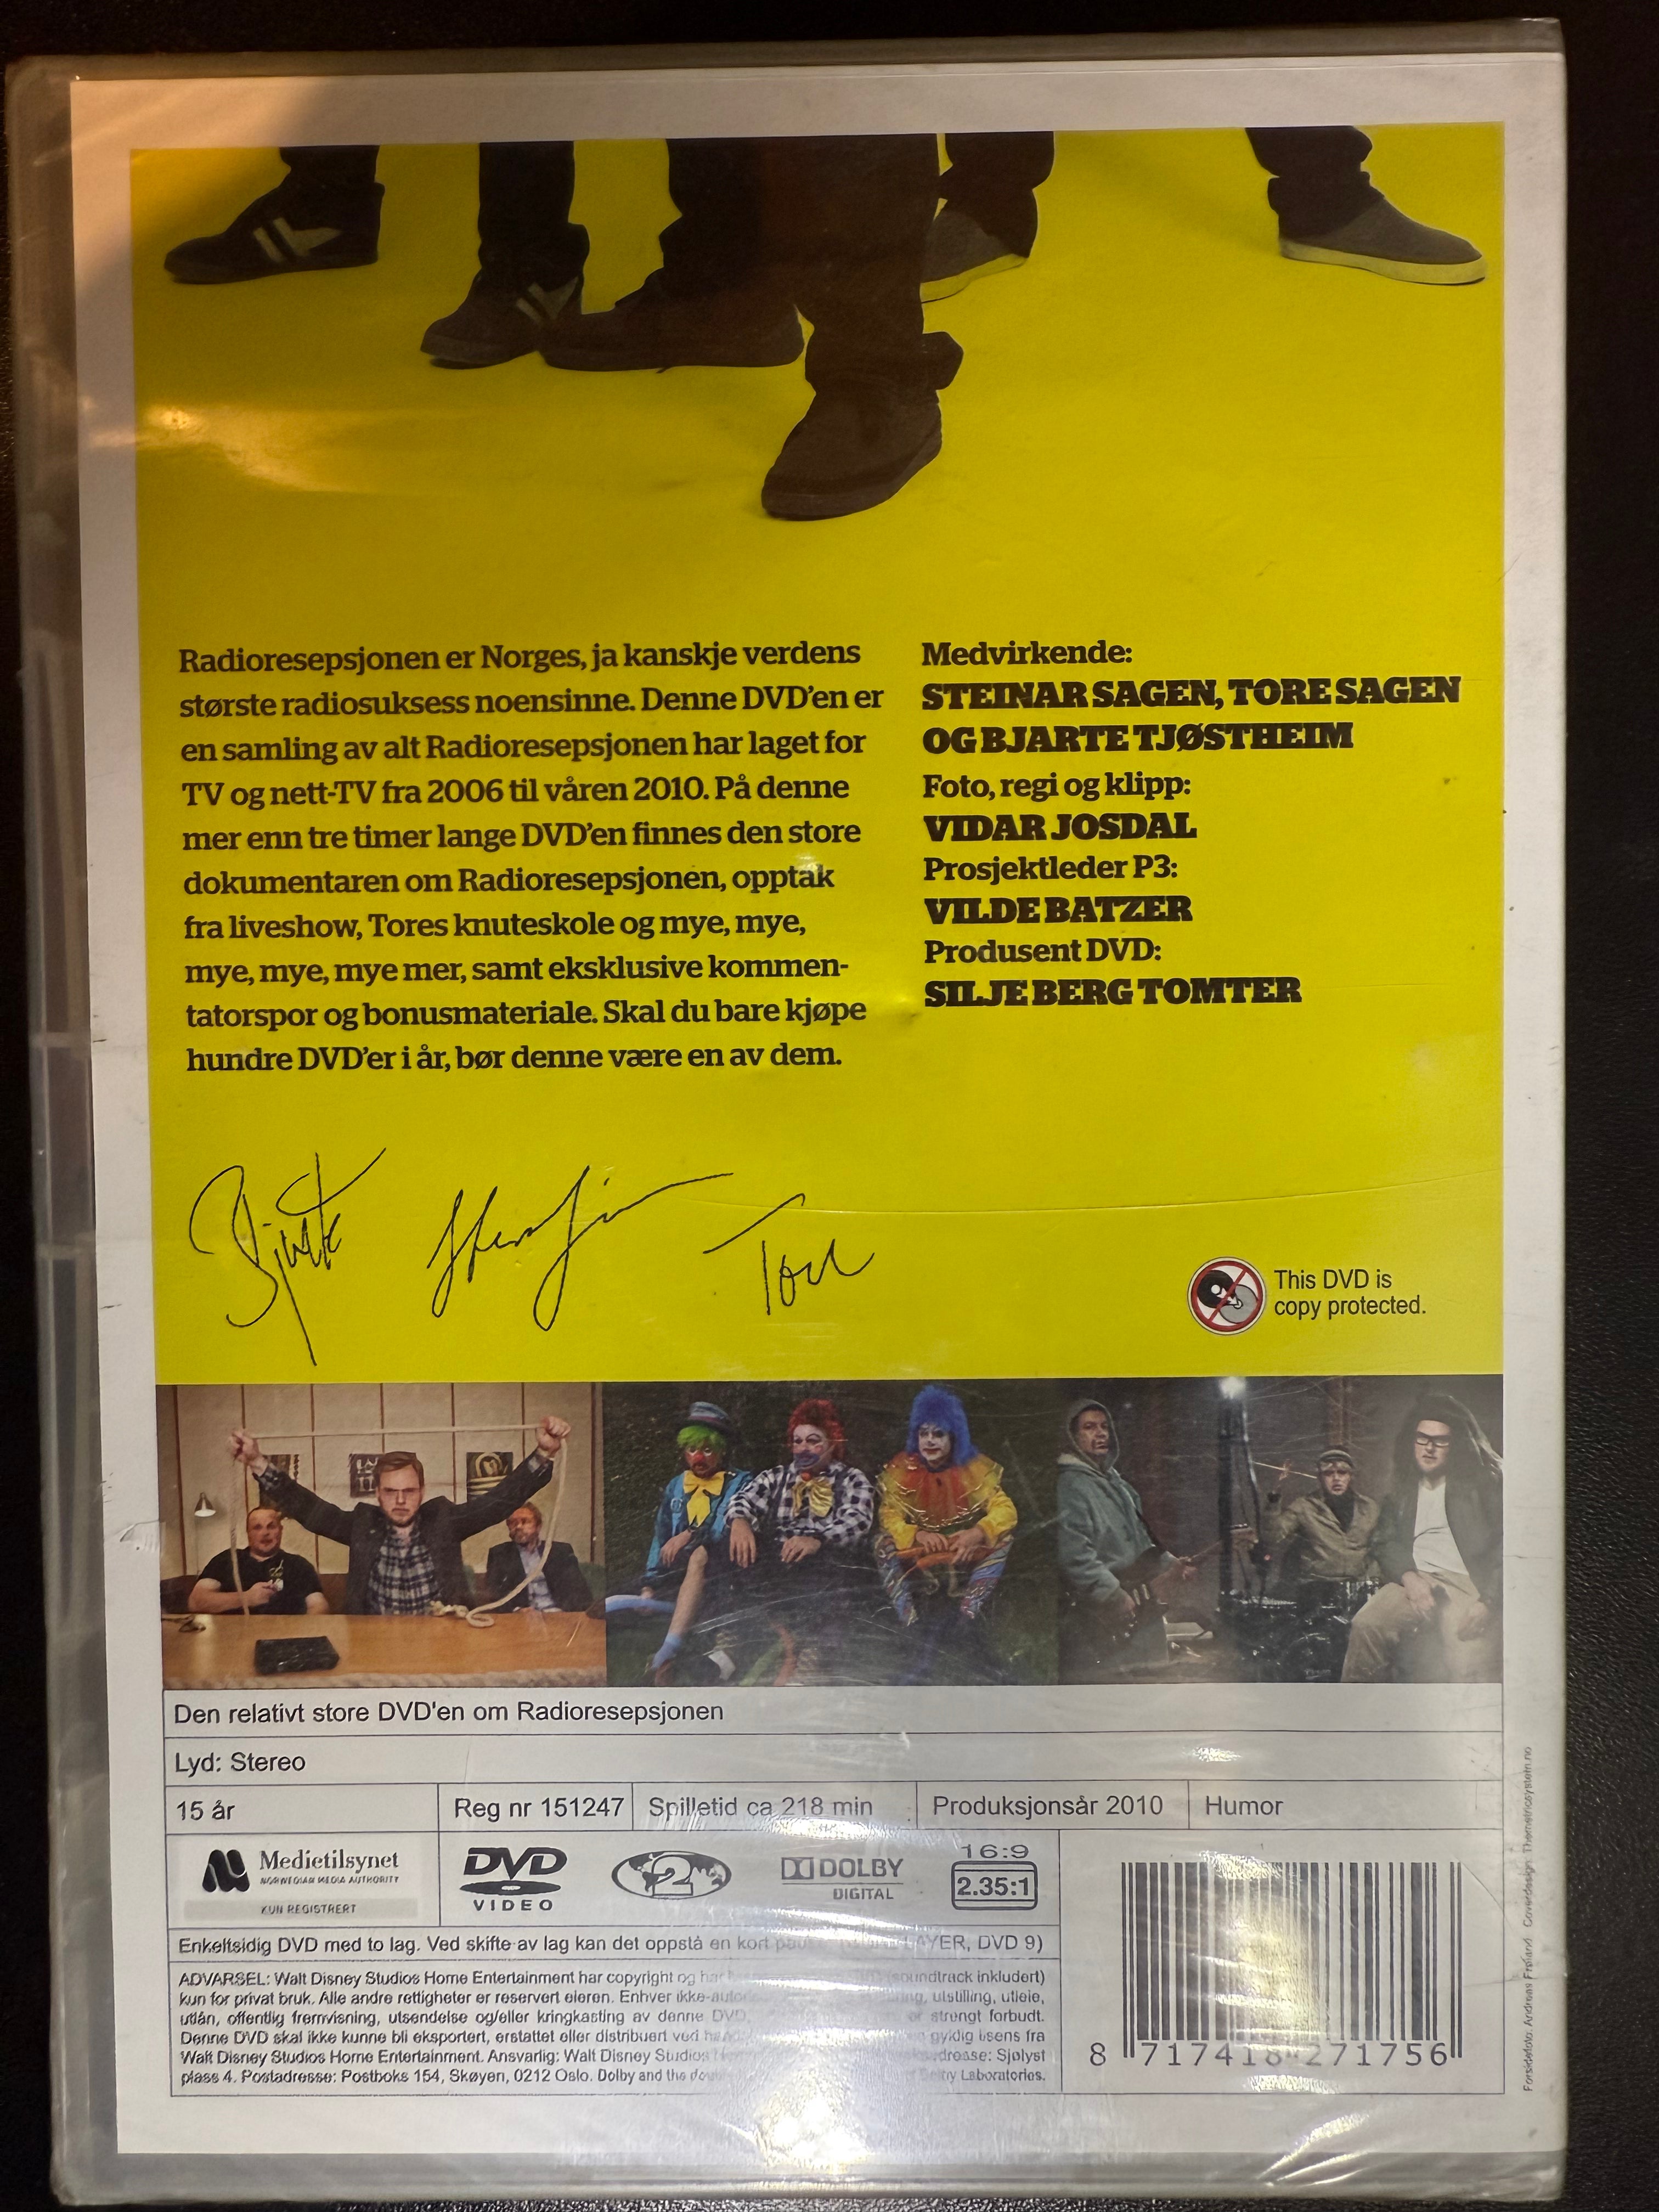 Radioresepsjonen er Norges, ja kanskje verdens
største radiosuksess noensinne. Denne DVD'en er
en samling av alt Radioresepsjonen har laget for
TV og nett-TV fra 2006 til våren 2010. På denne
mer enn tre timer lange DVD'en finnes den store
dokumentaren om Radioresepsjonen, opptak
fra liveshow, Tores knuteskole og mye, mye,
mye, mye, mye mer, samt eksklusive kommen-
tatorspor og bonusmateriale. Skal du bare kjøpe
hundre DVD'er i år, bør denne være en av dem.
Medvirkende:
STEINAR SAGEN, TORE SAGEN
OG BJARTE TJØSTHEIM
Foto, regi og klipp:
VIDAR JOSDAL
Prosjektleder P3:
VILDE BATZER
Produsent DVD:
SILJE BERG TOMTER
This DVD is
copy protected.
Den relativt store DVD'en om Radioresepsjonen
Lyd: Stereo
15 år
Reg nr 151247
Spilletid ca 218 min
Produksjonsår 2010
Humor
Medietilsynet
NORWEGIAN MEDIA AUTHORITY
KUN REGISTRERT
DVD
VIDEO
2
DOLBY
DIGITAL
16:9
2.35:1
Enkeltsidig DVD med to lag. Ved skifte av lag kan det oppstå en kort LAYER, DVD 9)
ADVARSEL: Walt Disney Studios Home Entertainment har copyright og (soundtrack inkludert)
kun for privat bruk. Alle andre rettigheter er reservert eieren. Enhver utstilling, utleie,
utlån, offentlig fremvisning, utsendelse og/eller kringkasting av denne DVD, er strengt forbudt.
Denne DVD skal ikke kunne bli eksportert, erstattet eller distribuert ved gyldig lisens fra
Walt Disney Studios Home Entertainment. Ansvarlig: Walt Disney Studios Sjølyst
plass 4. Postadresse: Postboks 154, Skøyen, 0212 Oslo. Dolby and the Laboratories.
8 717418 271756
Forsidefoto: Andreas Coverdesign: